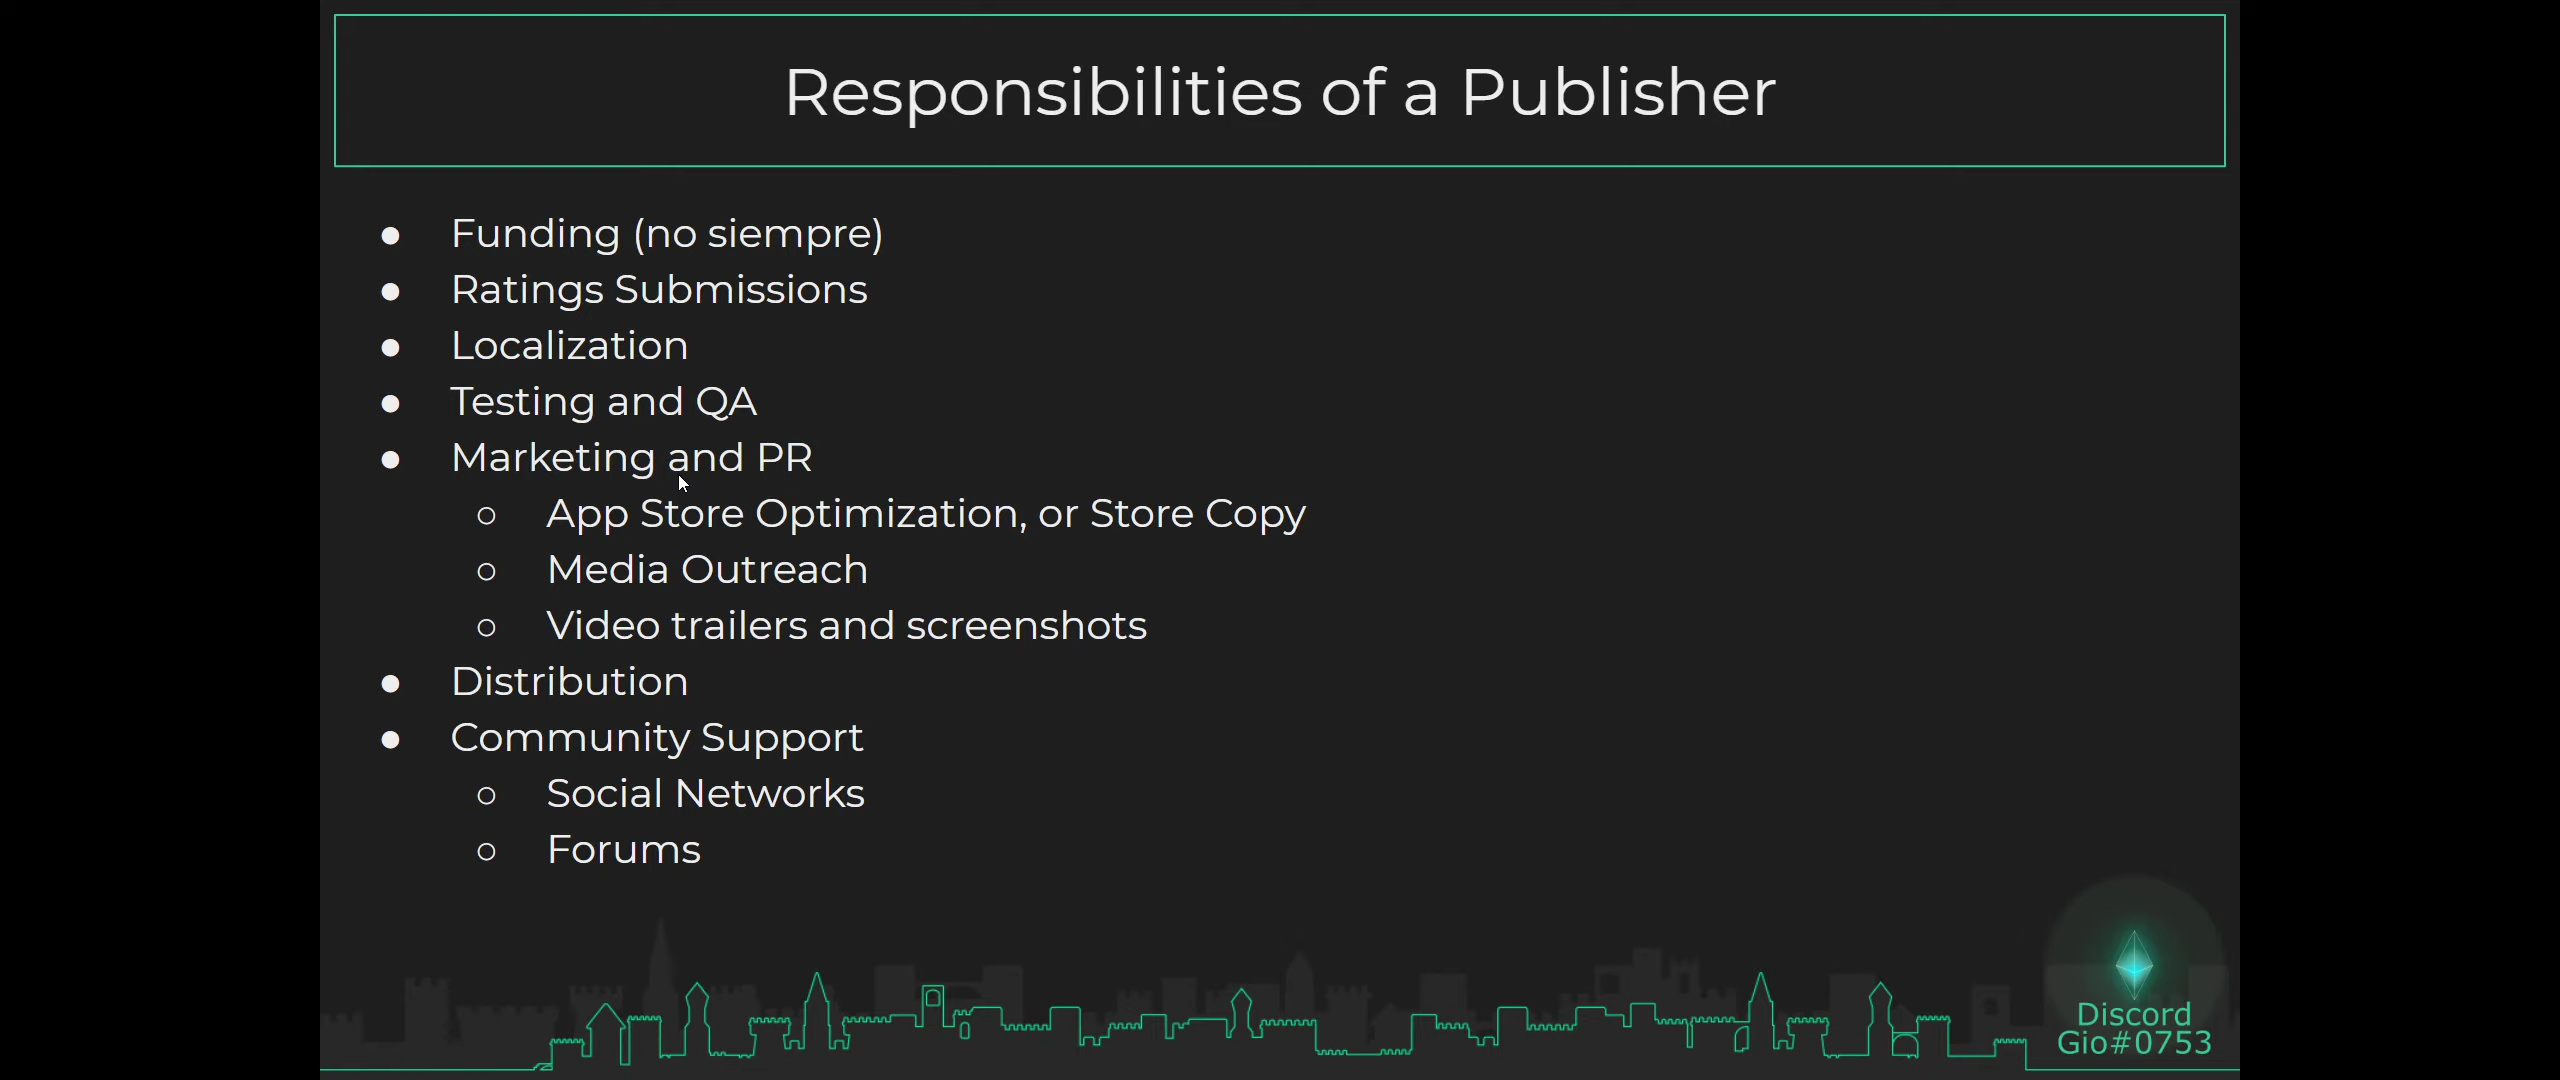 Responsibilities of a Publisher
● Funding (no siempre)
● Ratings Submissions
● Localization
● Testing and QA
● Marketing and PR
○ App Store Optimization, or Store Copy
○ Media Outreach
○ Video trailers and screenshots
● Distribution
● Community Support
○ Social Networks
○ Forums
Discord
Gio#0753